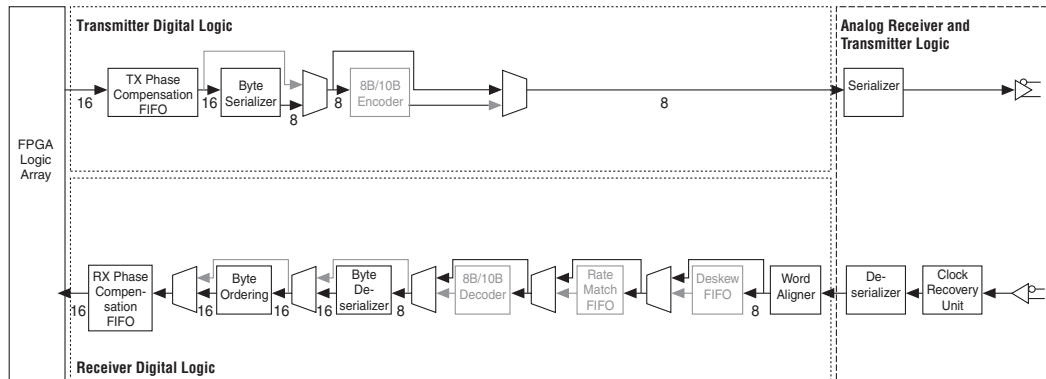 Transmitter Digital Logic
Analog Receiver and
Transmitter Logic
TX Phase
Compensation
FIFO
Byte
Serializer
8B/10B
Encoder
Serializer
16
16
8
8
8
FPGA
Logic
Array
RX Phase
Compen-
sation
FIFO
Byte
Ordering
Byte
De-
serializer
8B/10B
Decoder
Rate
Match
FIFO
Deskew
FIFO
Word
Aligner
De-
serializer
Clock
Recovery
Unit
16
16
16
16
8
8
Receiver Digital Logic